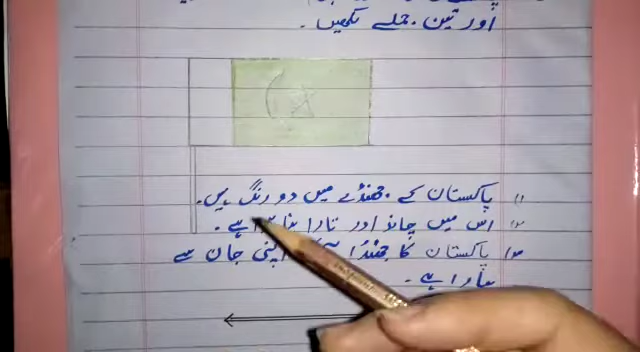 اور تین جملے لکھیں۔
۱) پاکستان کے جھنڈے میں دو رنگ ہیں۔
۲) اس میں چاند اور تارا بنا ہے۔
۳) پاکستان کا جھنڈا اپنی جان سے
پیارا ہے۔